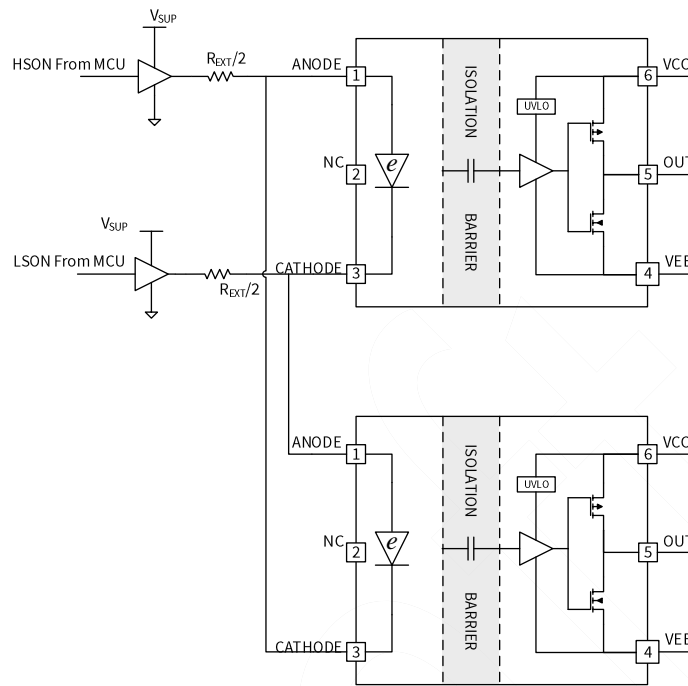 VSUP
HSON From MCU
REXT/2
ANODE
1
NC
2
CATHODE
3
e
ISOLATION
BARRIER
UVLO
6
VCC
5
OUT
4
VEE
VSUP
LSON From MCU
REXT/2
ANODE
1
NC
2
CATHODE
3
e
ISOLATION
BARRIER
UVLO
6
VCC
5
OUT
4
VEE